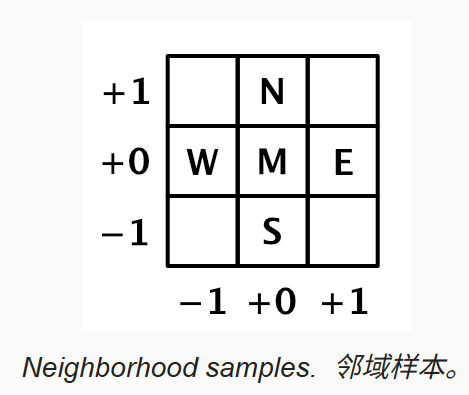 +1 N
+0 W M E
−1 S
−1 +0 +1
Neighborhood samples. 邻域样本。